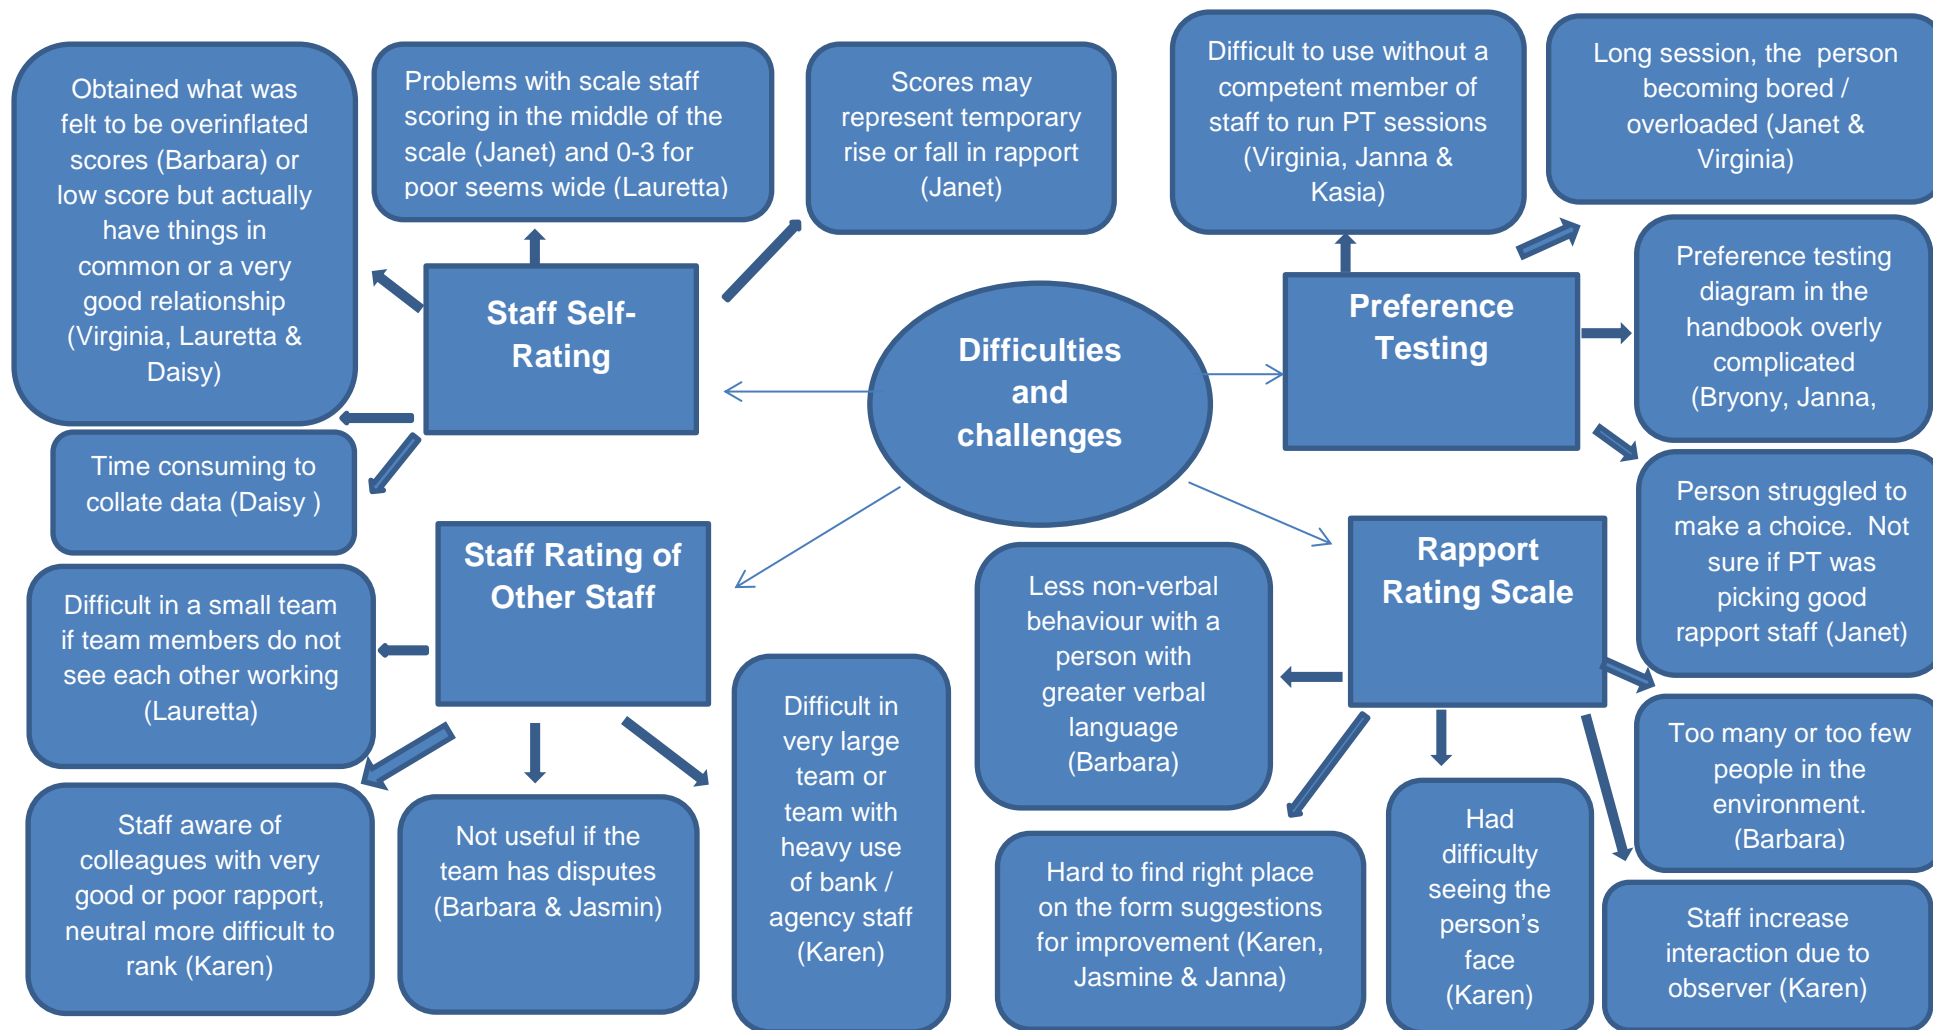 Obtained what was
felt to be overinflated
scores (Barbara) or
low score but actually
have things in
common or a very
good relationship
(Virginia, Lauretta &
Daisy)
Problems with scale staff
scoring in the middle of the
scale (Janet) and 0-3 for
poor seems wide (Lauretta)
Scores may
represent temporary
rise or fall in rapport
(Janet)
Difficult to use without a
competent member of
staff to run PT sessions
(Virginia, Janna &
Kasia)
Long session, the person
becoming bored /
overloaded (Janet &
Virginia)
Staff Self-
Rating
Difficulties
and
challenges
Preference
Testing
Preference testing
diagram in the
handbook overly
complicated
(Bryony, Janna,
Time consuming to
collate data (Daisy )
Person struggled to
make a choice. Not
sure if PT was
picking good
rapport staff (Janet)
Staff Rating of
Other Staff
Rapport
Rating Scale
Difficult in a small team
if team members do not
see each other working
(Lauretta)
Less non-verbal
behaviour with a
person with
greater verbal
language
(Barbara)
Difficult in
very large
team or
team with
heavy use
of bank /
agency staff
(Karen)
Too many or too few
people in the
environment.
(Barbara)
Staff aware of
colleagues with very
good or poor rapport,
neutral more difficult to
rank (Karen)
Not useful if the
team has disputes
(Barbara & Jasmin)
Hard to find right place
on the form suggestions
for improvement (Karen,
Jasmine & Janna)
Had
difficulty
seeing the
person's
face
(Karen)
Staff increase
interaction due to
observer (Karen)